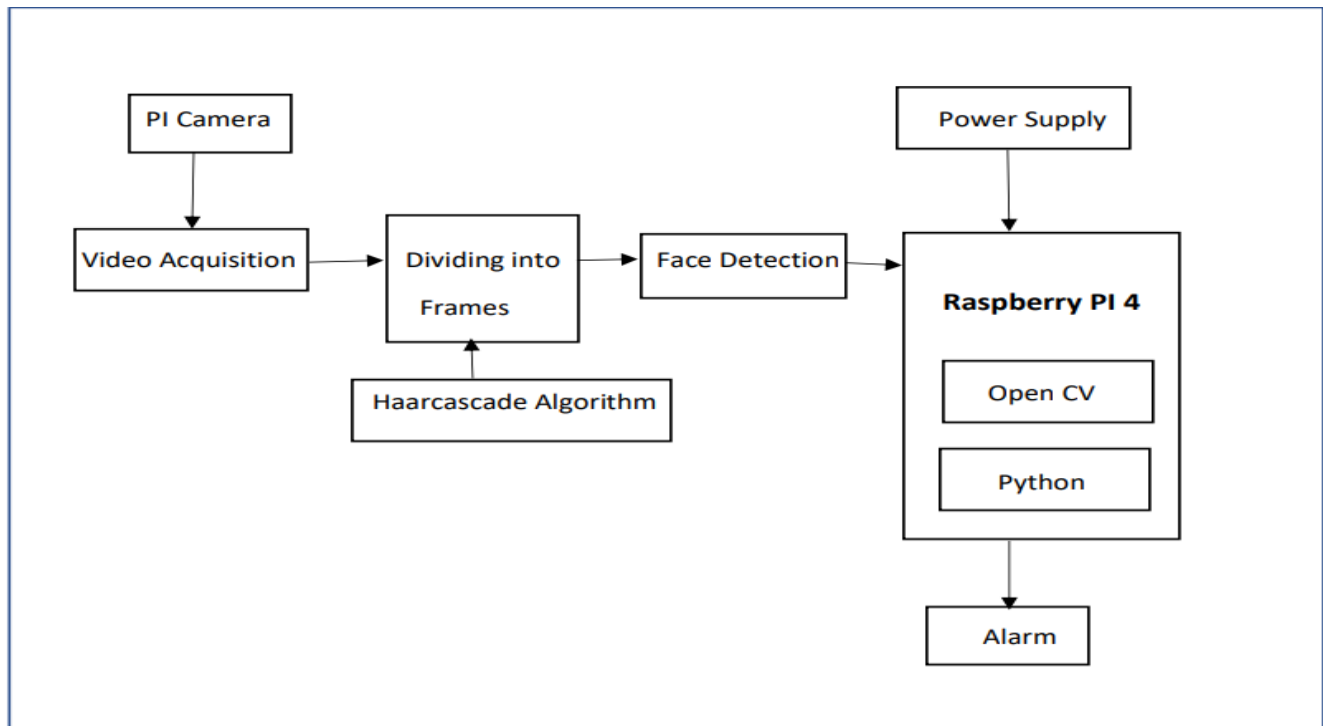 PI Camera
Power Supply
Video Acquisition
Dividing into
Frames
Face Detection
Raspberry PI 4
Haarcascade Algorithm
Open CV
Python
Alarm